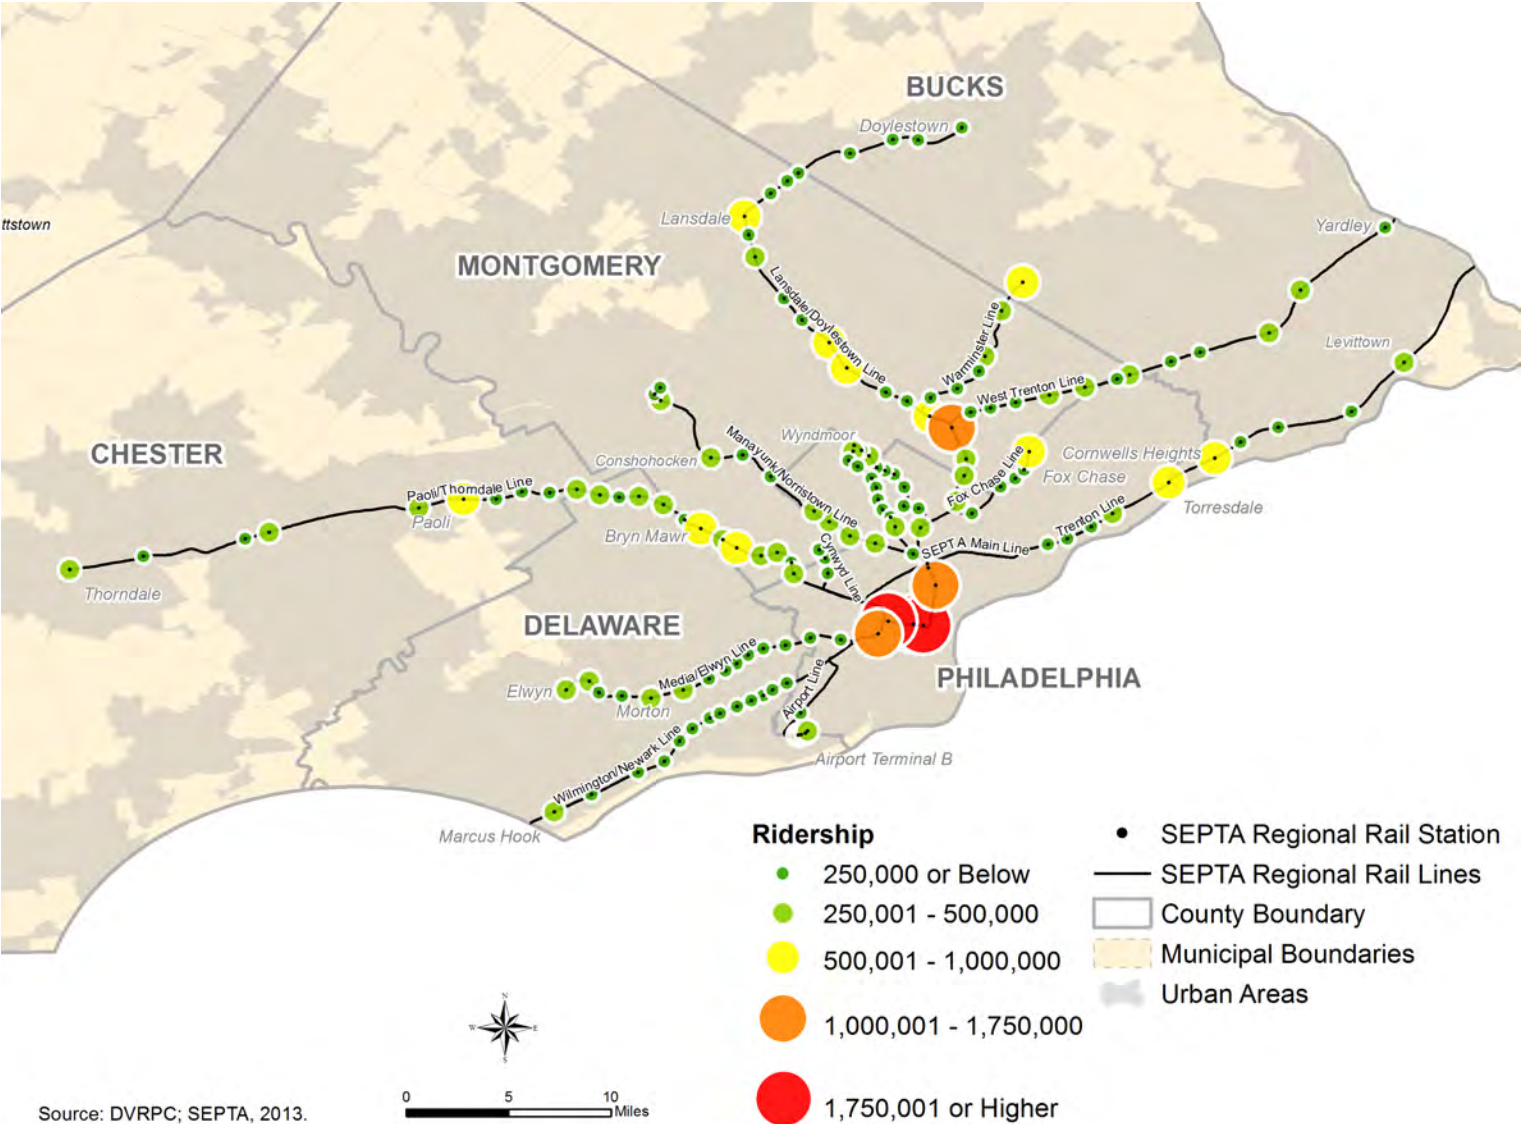 BUCKS
Doylestown
Lansdale
ttstown
Yardley
MONTGOMERY
Lansdale/Doylestown Line
Warminster Line
Levittown
West Trenton Line
Wyndmoor
CHESTER
Conshohocken
Manayunk/Norristown Line
Cornwells Heights
Fox Chase Line
Fox Chase
Paoli/Thorndale Line
Paoli
Torresdale
Bryn Mawr
Trenton Line
SEPTA Main Line
Cynwyd Line
Thorndale
DELAWARE
PHILADELPHIA
Media/Elwyn Line
Elwyn
Morton
Airport Line
Wilmington/Newark Line
Airport Terminal B
Marcus Hook
Ridership
250,000 or Below
250,001 - 500,000
500,001 - 1,000,000
1,000,001 - 1,750,000
1,750,001 or Higher
SEPTA Regional Rail Station
SEPTA Regional Rail Lines
County Boundary
Municipal Boundaries
Urban Areas
N
W E
S
0 5 10
Miles
Source: DVRPC; SEPTA, 2013.